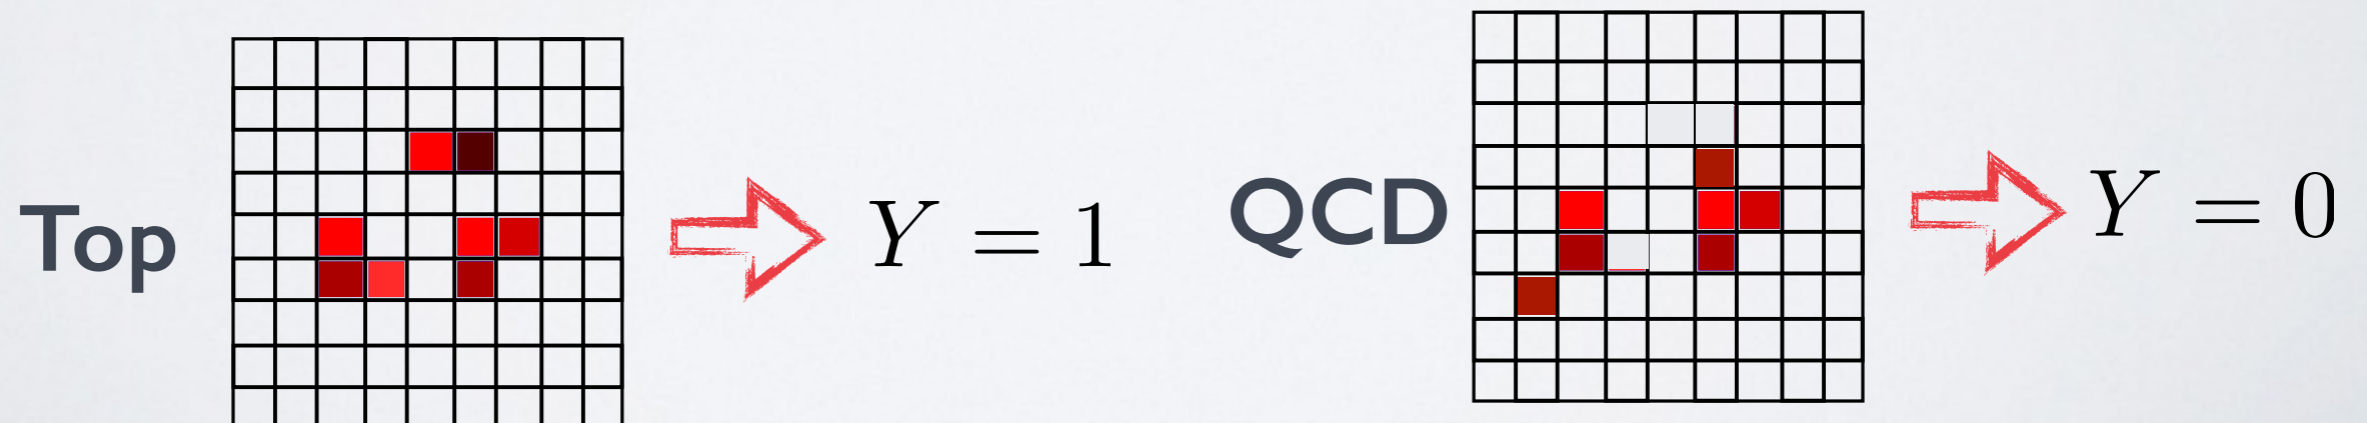 Top
Y = 1
QCD
Y = 0